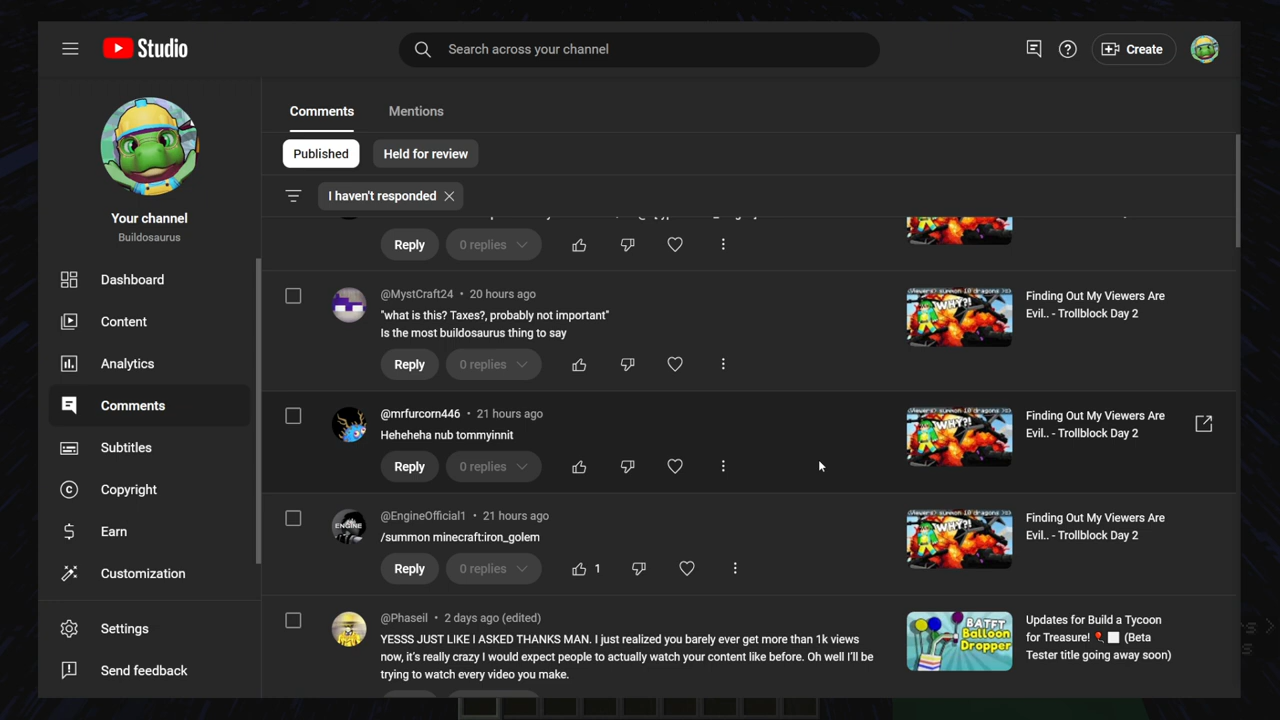 Studio
Search across your channel
Create
Your channel
Buildosaurus
Dashboard
Content
Analytics
Comments
Subtitles
Copyright
Earn
Customization
Settings
Send feedback
Comments
Mentions
Published
Held for review
I haven't responded
Reply
0 replies
WHY?!
@MystCraft24 • 20 hours ago
"what is this? Taxes?, probably not important"
Is the most buildosaurus thing to say
Reply
0 replies
WHY?!
Finding Out My Viewers Are
Evil.. - Trollblock Day 2
@mrfurcorn446 • 21 hours ago
Heheheha nub tommyinnit
Reply
0 replies
WHY?!
Finding Out My Viewers Are
Evil.. - Trollblock Day 2
ENGINE
@EngineOfficial1 • 21 hours ago
/summon minecraft:iron_golem
Reply
0 replies
1
WHY?!
Finding Out My Viewers Are
Evil.. - Trollblock Day 2
@Phaseil • 2 days ago (edited)
YESSS JUST LIKE I ASKED THANKS MAN. I just realized you barely ever get more than 1k views
now, it's really crazy I would expect people to actually watch your content like before. Oh well I'll be
trying to watch every video you make.
BATFT
Balloon
Dropper
Updates for Build a Tycoon
for Treasure! 🎈⬜ (Beta
Tester title going away soon)